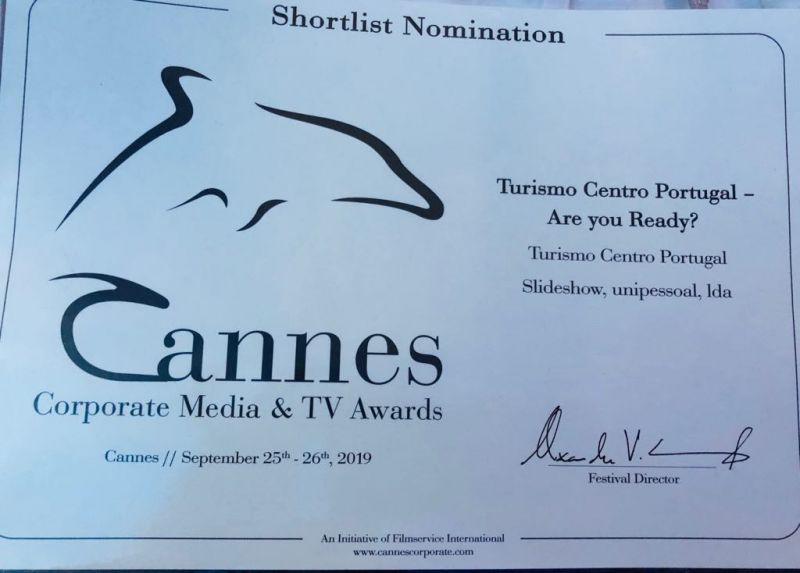 Shortlist Nomination
Turismo Centro Portugal –
Are you Ready?
Turismo Centro Portugal
Slideshow, unipessoal, lda
Cannes
Corporate Media & TV Awards
Cannes // September 25th - 26th, 2019
Festival Director
An Initiative of Filmservice International
www.cannescorporate.com